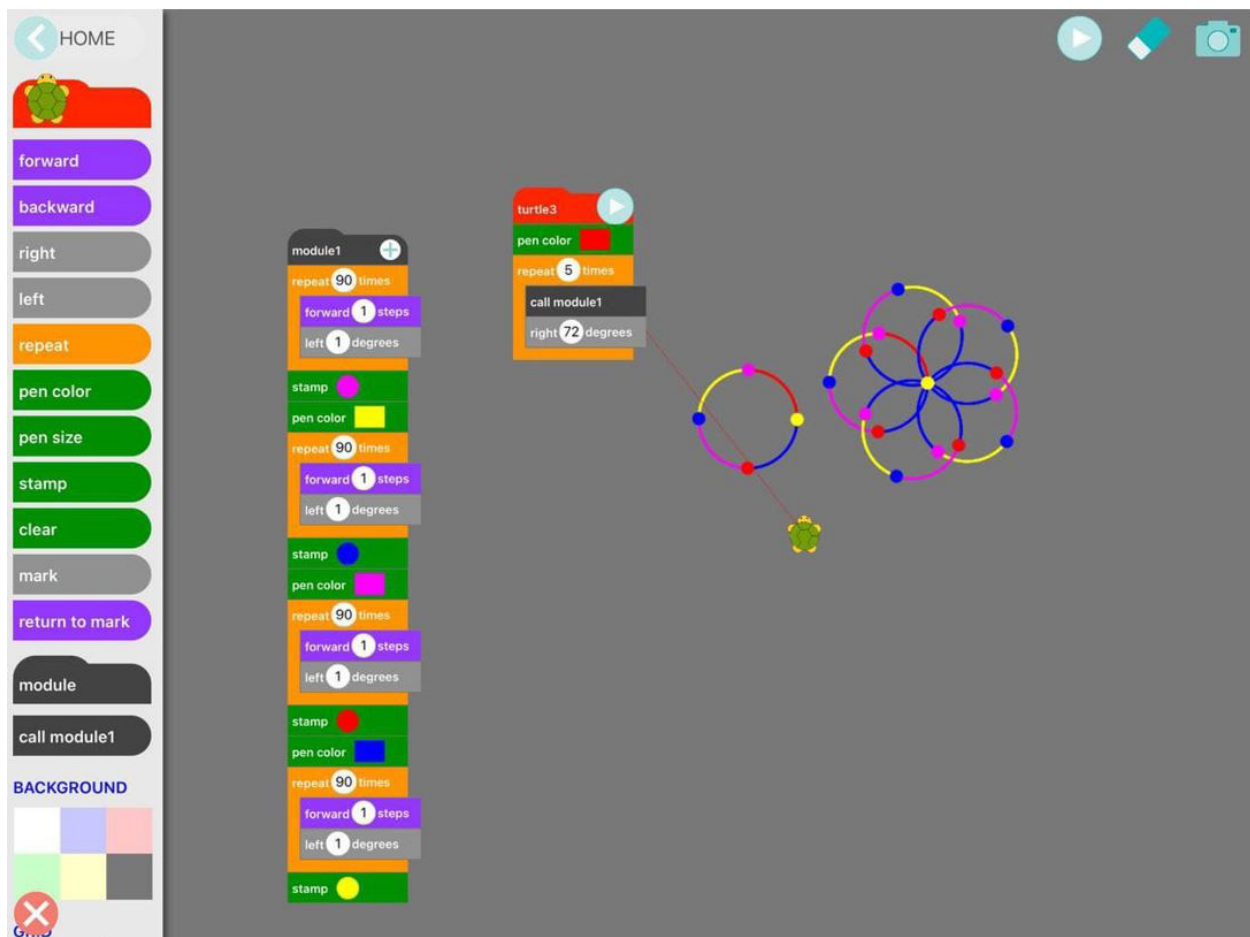 HOME
forward
backward
right
left
repeat
pen color
pen size
stamp
clear
mark
return to mark
module
call module1
BACKGROUND
GRID
module1
repeat 90 times
forward 1 steps
left 1 degrees
stamp
pen color
repeat 90 times
forward 1 steps
left 1 degrees
stamp
pen color
repeat 90 times
forward 1 steps
left 1 degrees
stamp
pen color
repeat 90 times
forward 1 steps
left 1 degrees
stamp
turtle3
pen color
repeat 5 times
call module1
right 72 degrees